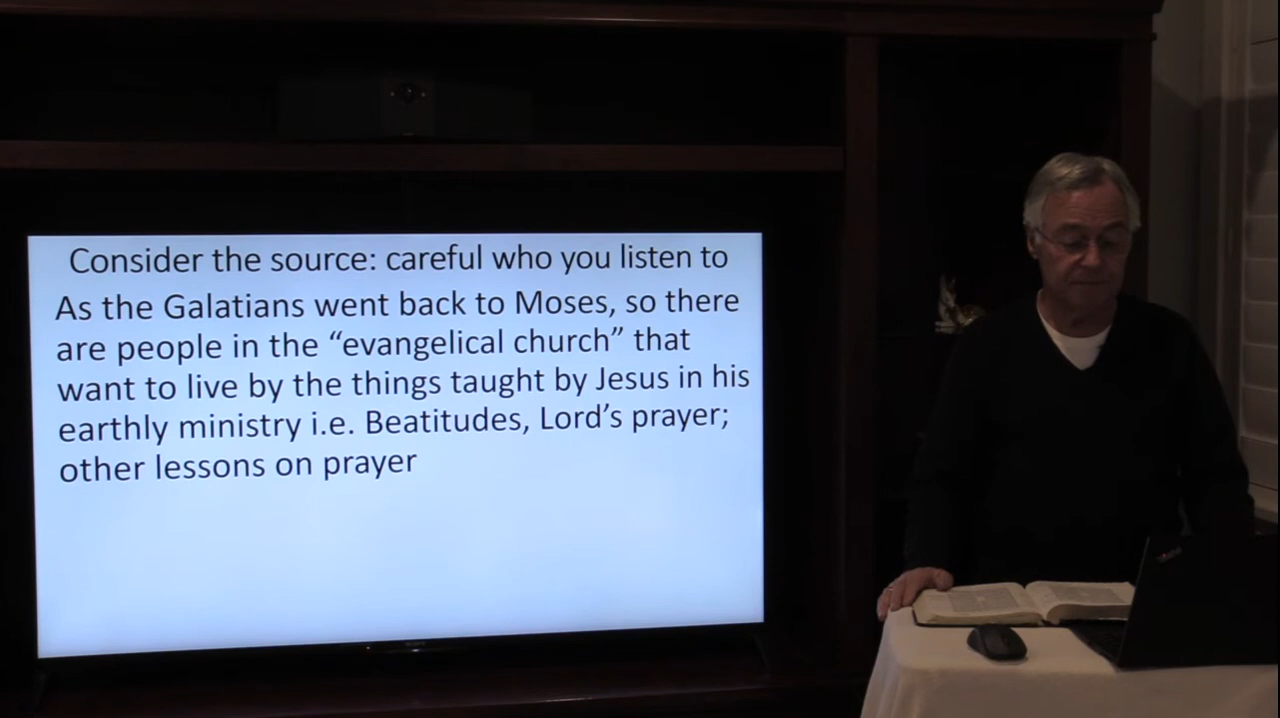 Consider the source: careful who you listen to
As the Galatians went back to Moses, so there
are people in the “evangelical church” that
want to live by the things taught by Jesus in his
earthly ministry i.e. Beatitudes, Lord’s prayer;
other lessons on prayer